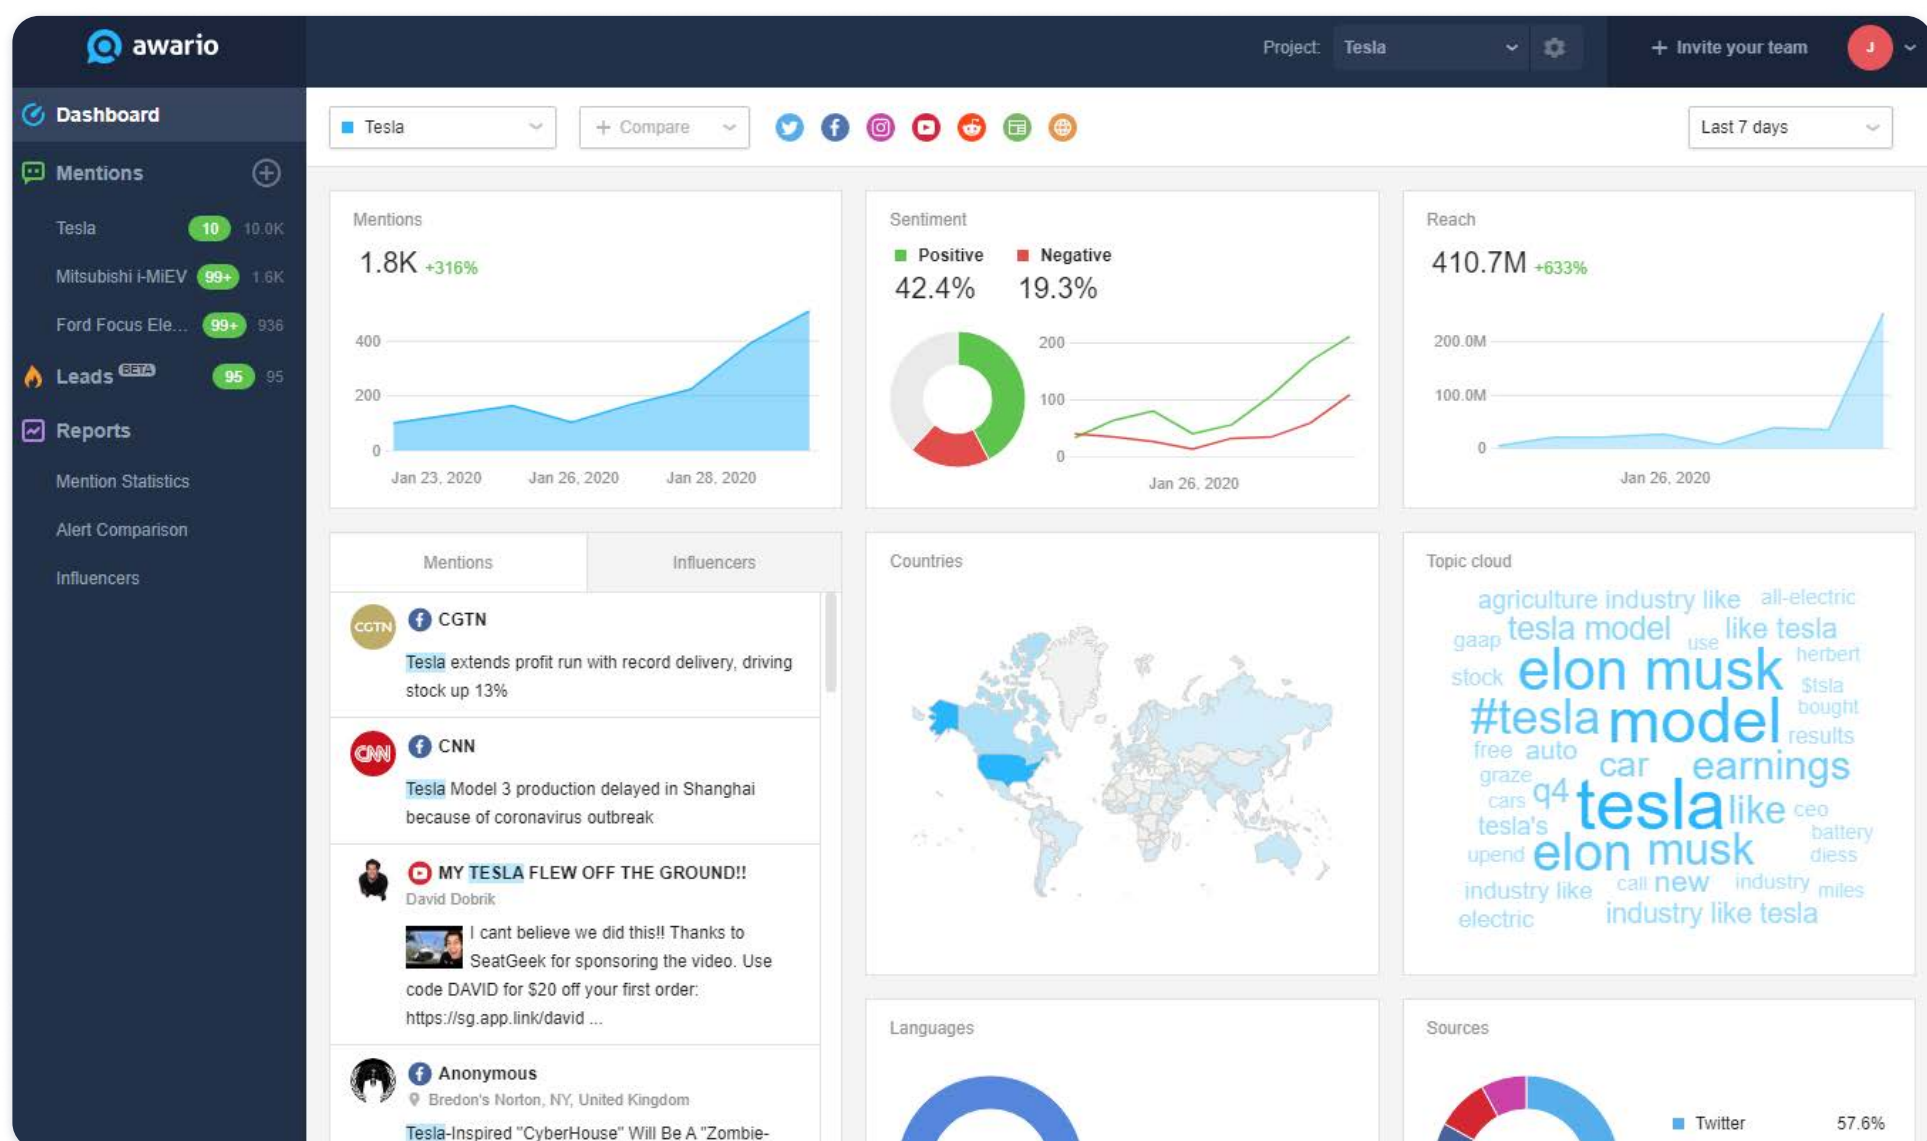 awario
Project: Tesla
+ Invite your team
J
Dashboard
Mentions
Tesla 10 10.0K
Mitsubishi i-MiEV 99+ 1.6K
Ford Focus Ele... 99+ 936
Leads BETA 95 95
Reports
Mention Statistics
Alert Comparison
Influencers
Tesla
+ Compare
Last 7 days
Mentions
1.8K +316%
400
200
0
Jan 23, 2020 Jan 26, 2020 Jan 28, 2020
Sentiment
Positive Negative
42.4% 19.3%
200
100
0
Jan 26, 2020
Reach
410.7M +633%
200.0M
100.0M
0
Jan 26, 2020
Mentions Influencers
CGTN
CGTN
Tesla extends profit run with record delivery, driving
stock up 13%
CNN
CNN
Tesla Model 3 production delayed in Shanghai
because of coronavirus outbreak
MY TESLA FLEW OFF THE GROUND!!
David Dobrik
I cant believe we did this!! Thanks to
SeatGeek for sponsoring the video. Use
code DAVID for $20 off your first order:
https://sg.app.link/david ...
Anonymous
Bredon's Norton, NY, United Kingdom
Tesla-Inspired "CyberHouse" Will Be A "Zombie-
Countries
Topic cloud
agriculture industry like all-electric
gaap tesla model use like tesla
stock elon musk herbert
$tsla
#tesla model bought
results
free auto car earnings
graze
cars q4 tesla like ceo
tesla's battery
upend elon musk diess
industry like call new industry miles
electric industry like tesla
Languages
Sources
Twitter 57.6%